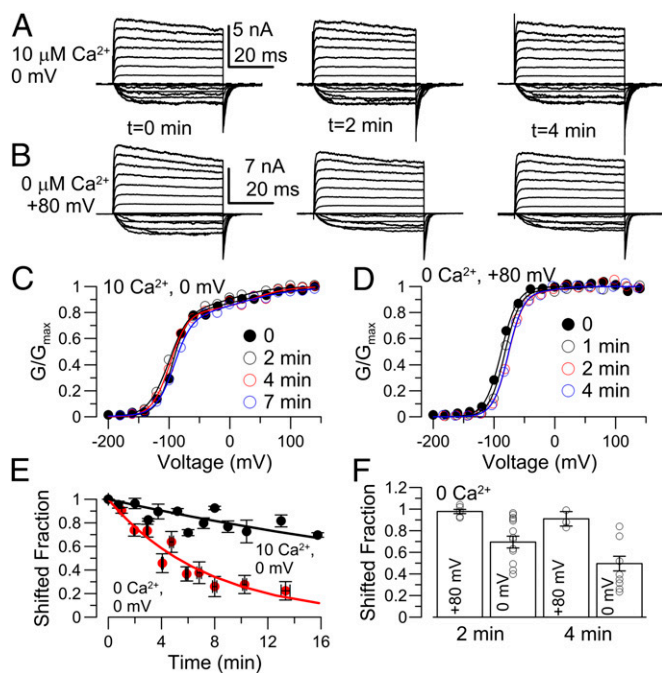 A
10 μM Ca²⁺
0 mV
5 nA
20 ms
t=0 min
t=2 min
t=4 min
B
0 μM Ca²⁺
+80 mV
7 nA
20 ms
C
10 Ca²⁺, 0 mV
G/Gmax
1
0.8
0.6
0.4
0.2
0
0
2 min
4 min
7 min
-200
-100
0
100
Voltage (mV)
D
0 Ca²⁺, +80 mV
G/Gmax
1
0.8
0.6
0.4
0.2
0
0
1 min
2 min
4 min
-200
-100
0
100
Voltage (mV)
E
Shifted Fraction
1
0.8
0.6
0.4
0.2
0
10 Ca²⁺,
0 mV
0 Ca²⁺,
0 mV
0
4
8
12
16
Time (min)
F
0 Ca²⁺
Shifted Fraction
1.2
1
0.8
0.6
0.4
0.2
0
+80 mV
0 mV
+80 mV
0 mV
2 min
4 min